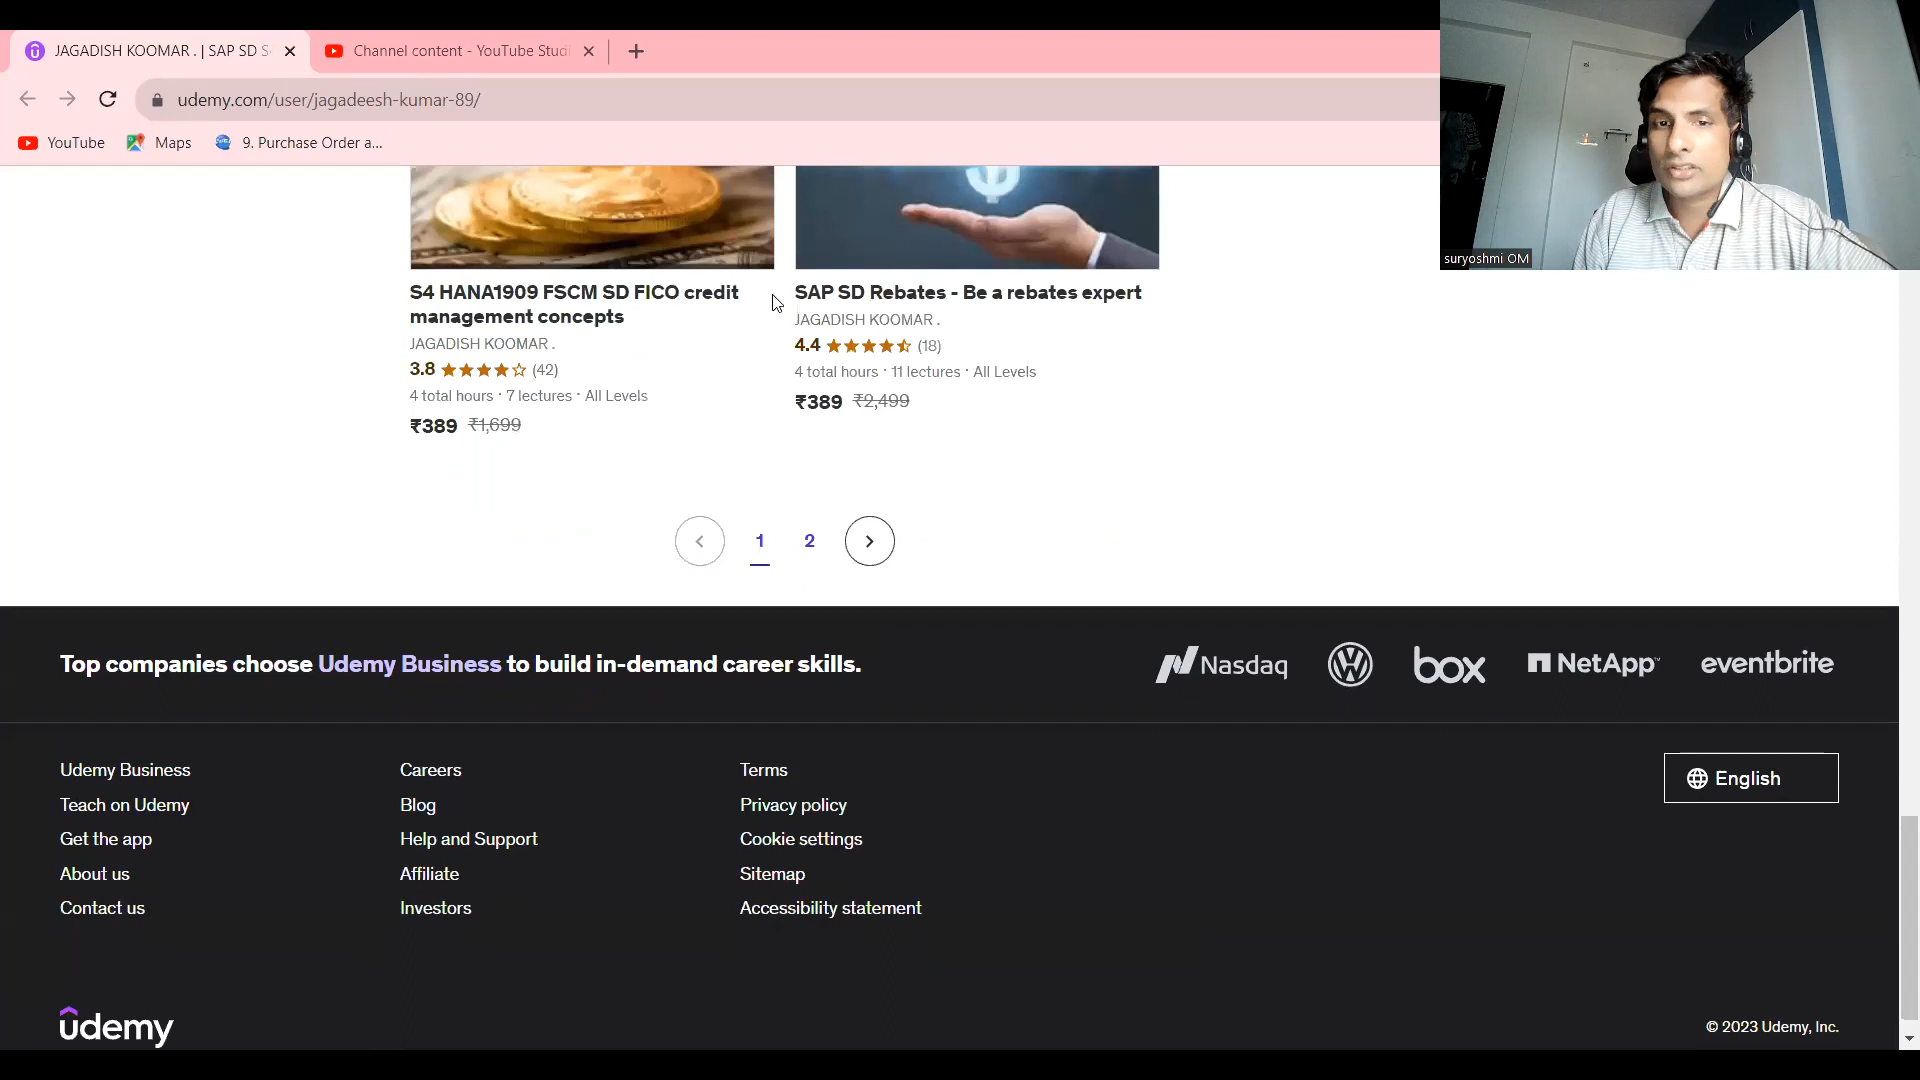 JAGADISH KOOMAR . | SAP SD S
Channel content - YouTube Studi
udemy.com/user/jagadeesh-kumar-89/
YouTube
Maps
9. Purchase Order a...
suryoshmi OM
S4 HANA1909 FSCM SD FICO credit
management concepts
JAGADISH KOOMAR .
3.8 (42)
4 total hours · 7 lectures · All Levels
₹389 ₹1,699
SAP SD Rebates - Be a rebates expert
JAGADISH KOOMAR .
4.4 (18)
4 total hours · 11 lectures · All Levels
₹389 ₹2,499
1 2
Top companies choose Udemy Business to build in-demand career skills.
Nasdaq
box
NetApp™
eventbrite
Udemy Business
Teach on Udemy
Get the app
About us
Contact us
Careers
Blog
Help and Support
Affiliate
Investors
Terms
Privacy policy
Cookie settings
Sitemap
Accessibility statement
English
udemy
© 2023 Udemy, Inc.